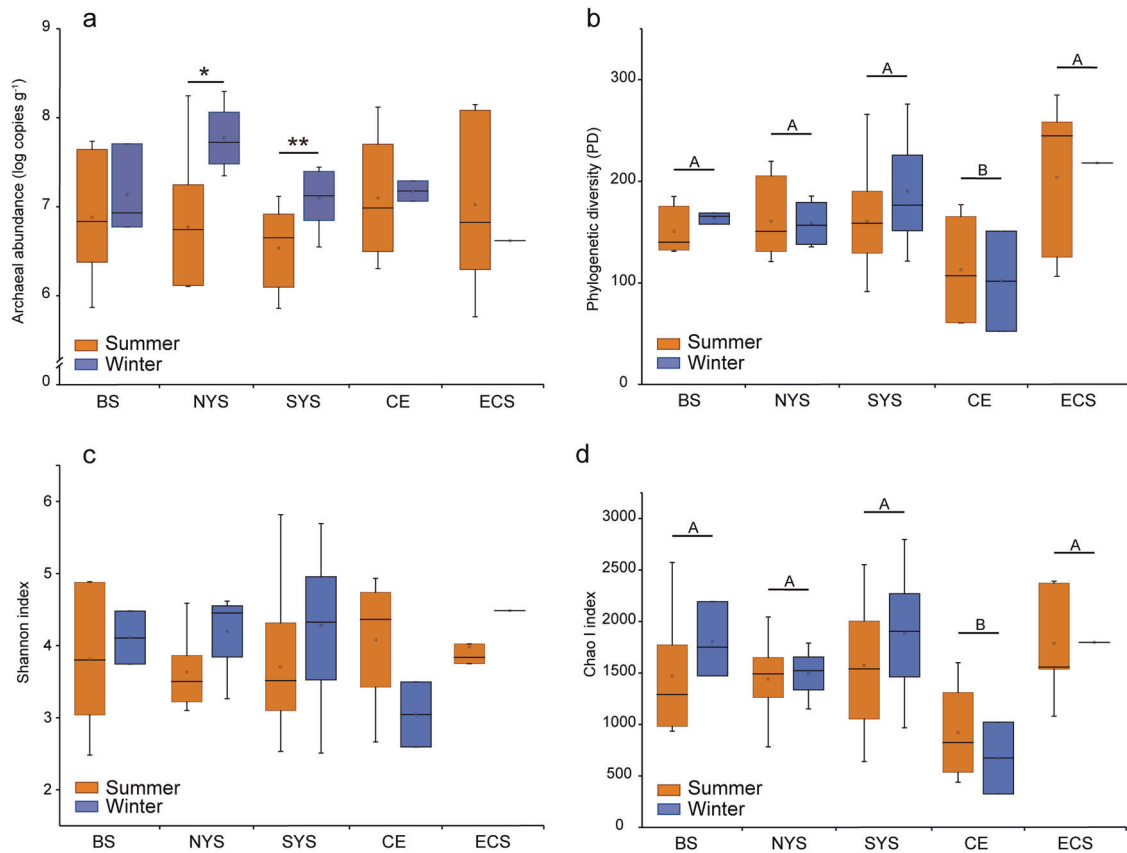 a
Archaeal abundance (log copies g⁻¹)
9
8
7
6
0
*
**
Summer
Winter
BS NYS SYS CE ECS
b
Phylogenetic diversity (PD)
300
200
100
0
A
A
A
B
A
Summer
Winter
BS NYS SYS CE ECS
c
Shannon index
6
5
4
3
2
Summer
Winter
BS NYS SYS CE ECS
d
Chao I index
3000
2500
2000
1500
1000
500
0
A
A
A
B
A
Summer
Winter
BS NYS SYS CE ECS